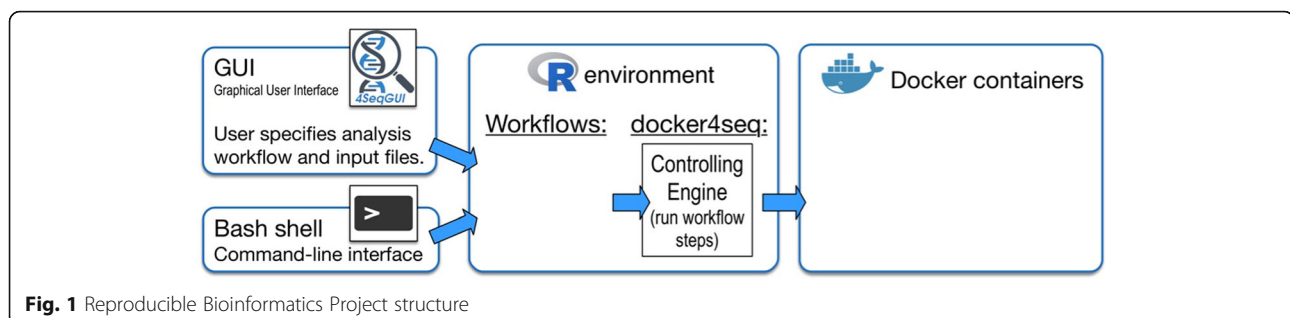 GUI
Graphical User Interface
4SeqGUI
User specifies analysis
workflow and input files.
>
Bash shell
Command-line interface
R environment
Workflows:
docker4seq:
Controlling
Engine
(run workflow
steps)
Docker containers
Fig. 1 Reproducible Bioinformatics Project structure